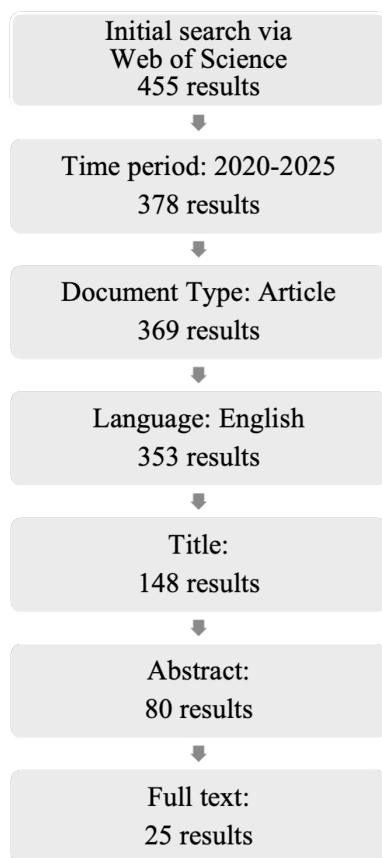 Initial search via
Web of Science
455 results
Time period: 2020-2025
378 results
Document Type: Article
369 results
Language: English
353 results
Title:
148 results
Abstract:
80 results
Full text:
25 results